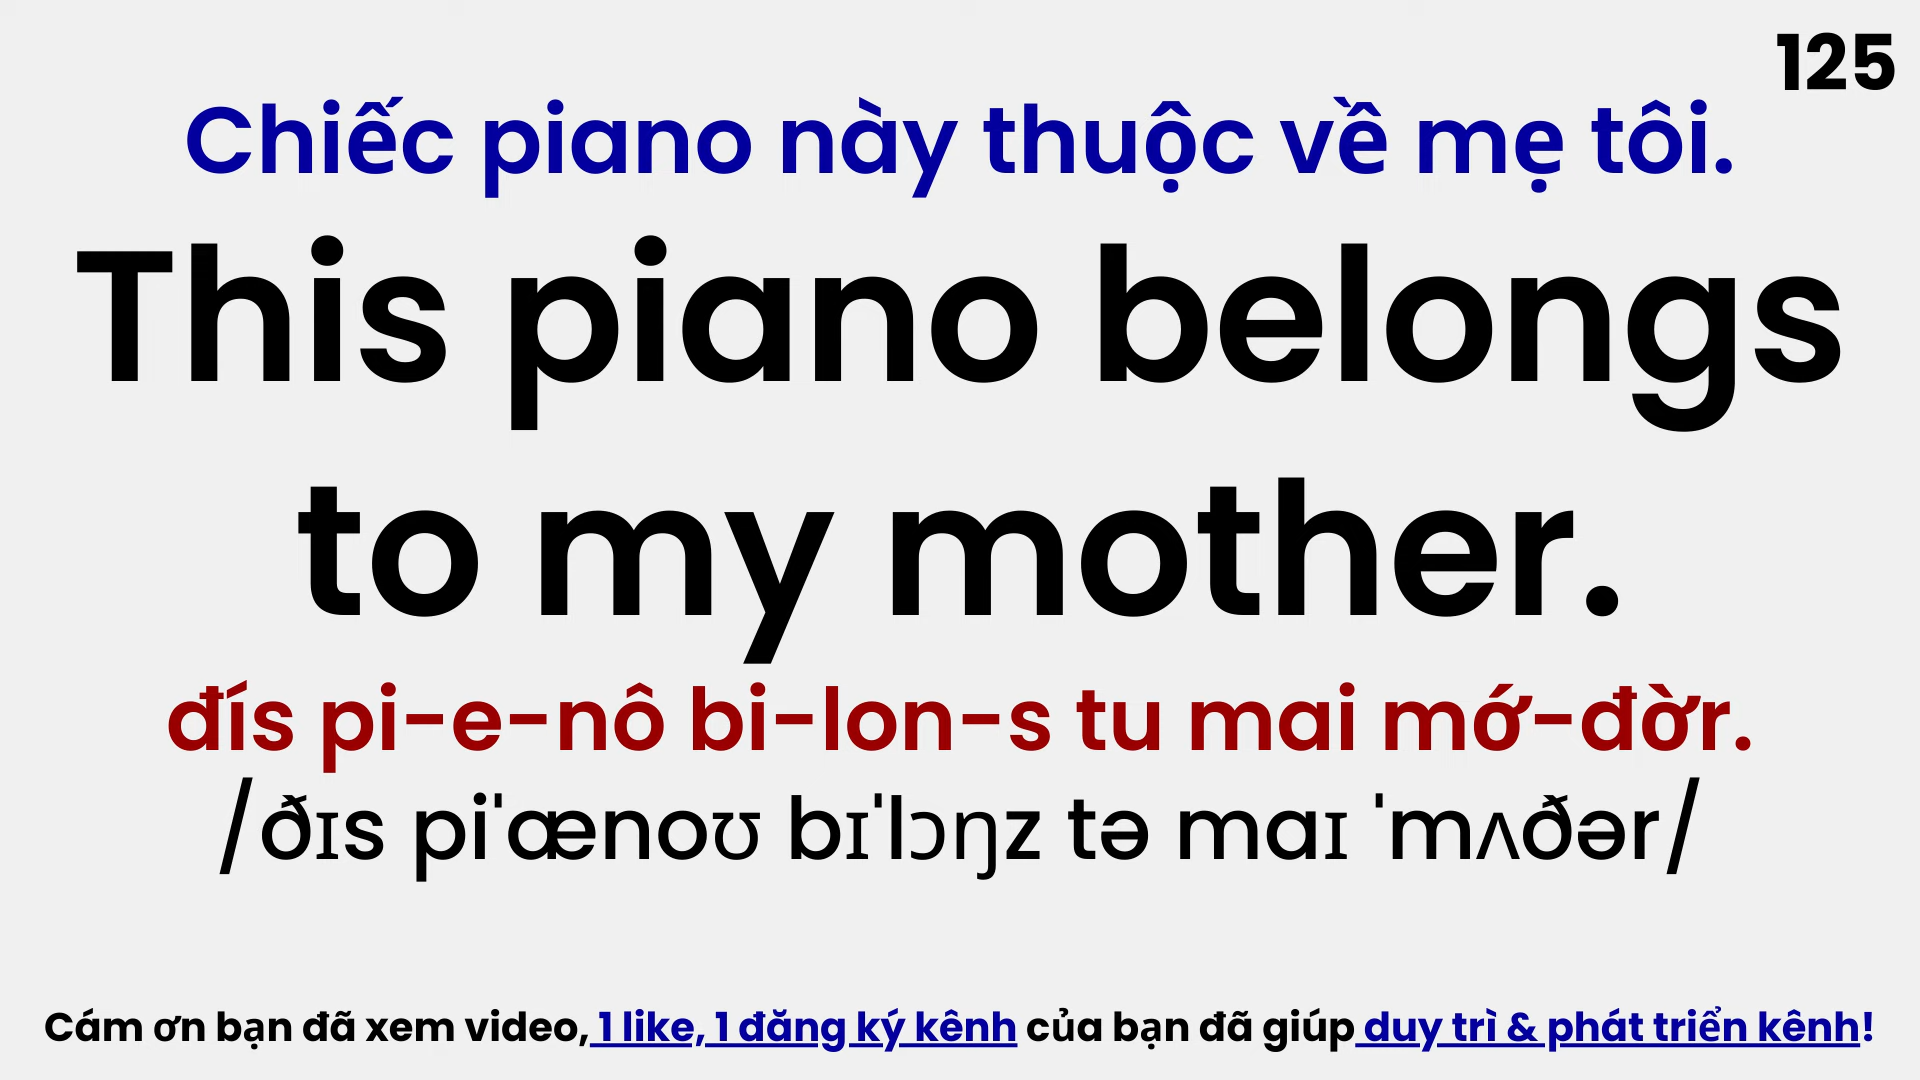 125
Chiếc piano này thuộc về mẹ tôi.
This piano belongs
to my mother.
đís pi-e-nô bi-lon-s tu mai mớ-đờr.
/ðɪs piˈænoʊ bɪˈlɔŋz tə maɪ ˈmʌðər/
Cám ơn bạn đã xem video, 1 like, 1 đăng ký kênh của bạn đã giúp duy trì & phát triển kênh!